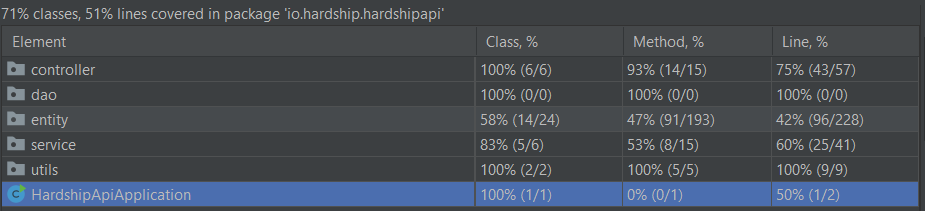 71% classes, 51% lines covered in package 'io.hardship.hardshipapi'
Element Class, % Method, % Line, %
controller 100% (6/6) 93% (14/15) 75% (43/57)
dao 100% (0/0) 100% (0/0) 100% (0/0)
entity 58% (14/24) 47% (91/193) 42% (96/228)
service 83% (5/6) 53% (8/15) 60% (25/41)
utils 100% (2/2) 100% (5/5) 100% (9/9)
HardshipApiApplication 100% (1/1) 0% (0/1) 50% (1/2)